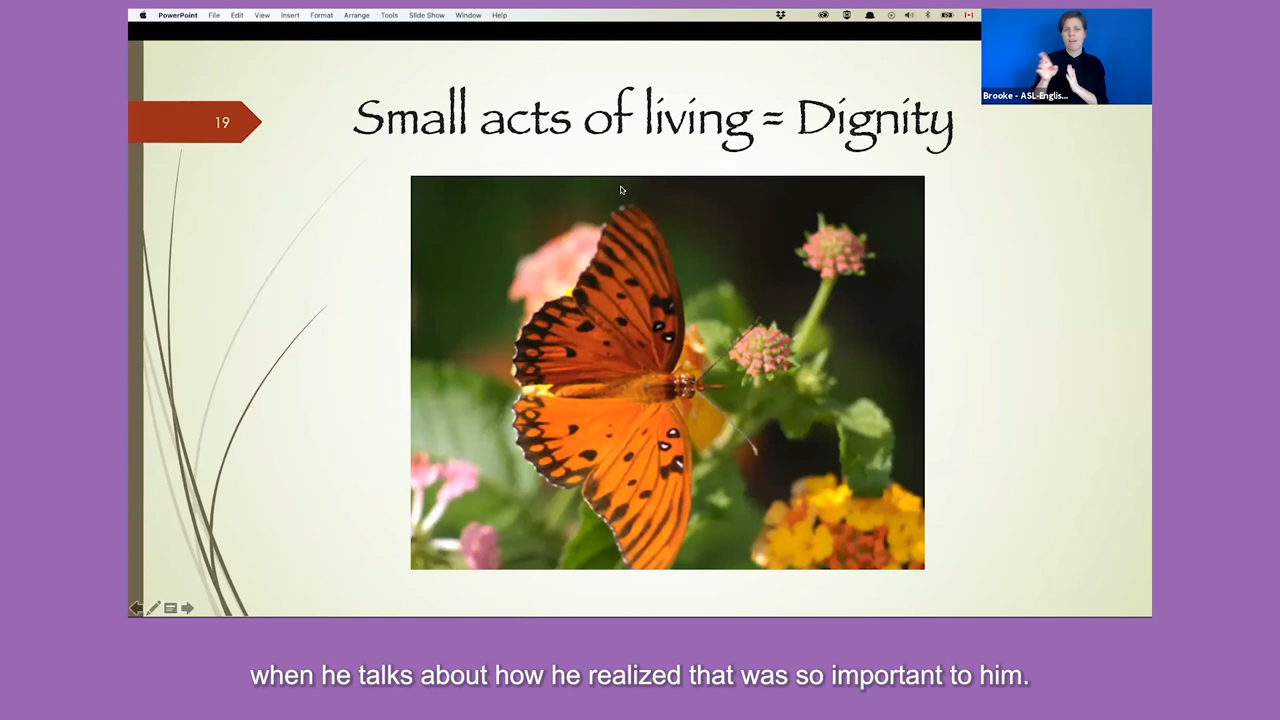 PowerPoint File Edit View Insert Format Arrange Tools Slide Show Window Help
Brooke - ASL-Englis...
19
Small acts of living = Dignity
when he talks about how he realized that was so important to him.